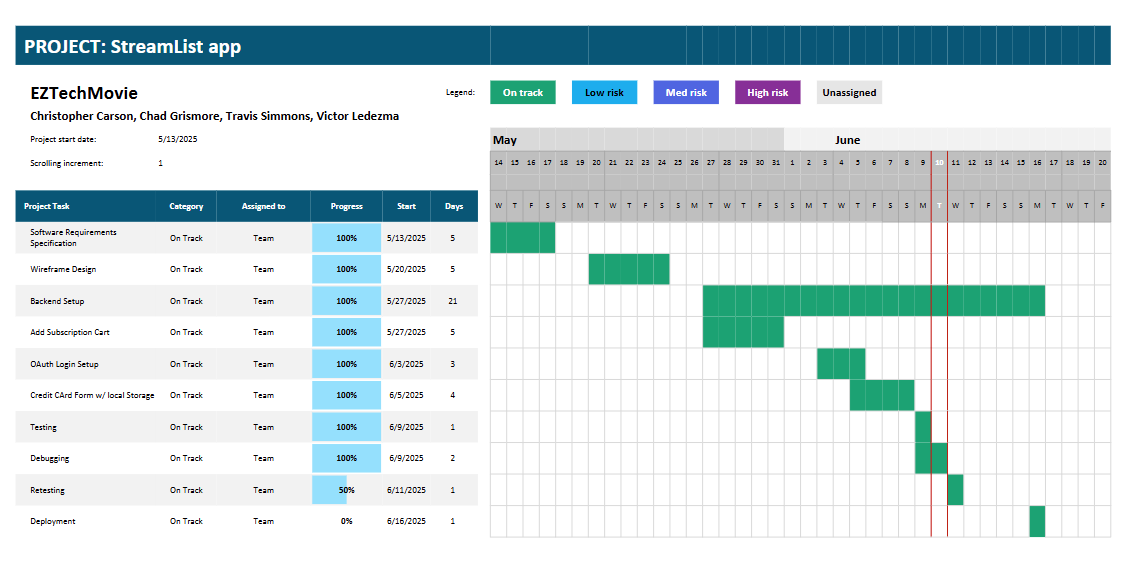 PROJECT: StreamList app
EZTechMovie
Legend: On track Low risk Med risk High risk Unassigned
Christopher Carson, Chad Grismore, Travis Simmons, Victor Ledezma
Project start date: 5/13/2025
May June
Scrolling increment: 1
14 15 16 17 18 19 20 21 22 23 24 25 26 27 28 29 30 31 1 2 3 4 5 6 7 8 9 10 11 12 13 14 15 16 17 18 19 20
Project Task Category Assigned to Progress Start Days
W T F S S M T W T F S S M T W T F S S M T W T F S S M T W T F S S M T W T F
Software Requirements
Specification On Track Team 100% 5/13/2025 5
Wireframe Design On Track Team 100% 5/20/2025 5
Backend Setup On Track Team 100% 5/27/2025 21
Add Subscription Cart On Track Team 100% 5/27/2025 5
OAuth Login Setup On Track Team 100% 6/3/2025 3
Credit CArd Form w/ local Storage On Track Team 100% 6/5/2025 4
Testing On Track Team 100% 6/9/2025 1
Debugging On Track Team 100% 6/9/2025 2
Retesting On Track Team 50% 6/11/2025 1
Deployment On Track Team 0% 6/16/2025 1